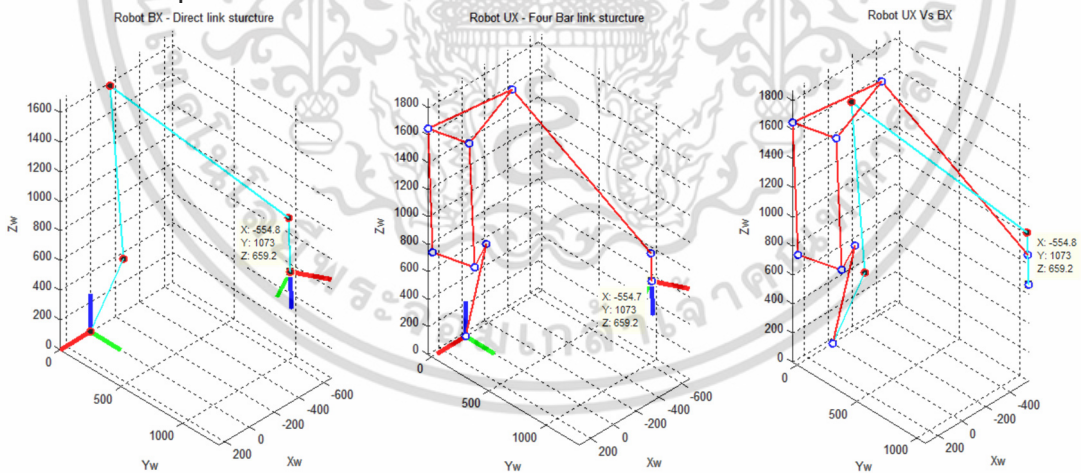 Robot BX - Direct link sturcture
Zw
1600
1400
1200
1000
800
600
400
200
0
0
500
1000
Yw
200
0
-200
-400
-600
Xw
X: -554.8
Y: 1073
Z: 659.2
Robot UX - Four Bar link sturcture
Zw
1800
1600
1400
1200
1000
800
600
400
200
0
0
500
1000
Yw
200
0
-200
-400
-600
Xw
X: -554.7
Y: 1073
Z: 659.2
Robot UX Vs BX
Zw
1800
1600
1400
1200
1000
800
600
400
200
0
0
500
1000
Yw
200
0
-200
-400
Xw
X: -554.8
Y: 1073
Z: 659.2